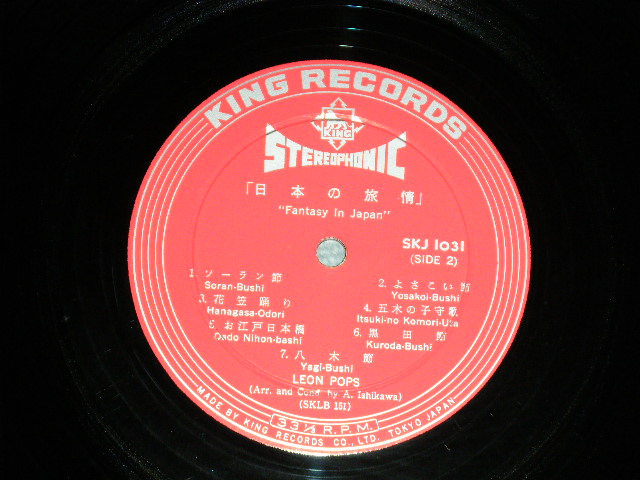 KING RECORDS
KING
STEREOPHONIC
「日本の旅情」
"Fantasy In Japan"
SKJ 1031
(SIDE 2)
1. ソーラン節
Soran-Bushi
2. よさこい節
Yosakoi-Bushi
3. 花笠踊り
Hanagasa-Odori
4. 五木の子守歌
Itsuki-no Komori-Uta
5. お江戸日本橋
Oedo Nihon-bashi
6. 黒田節
Kuroda-Bushi
7. 八木節
Yagi-Bushi
LEON POPS
(Arr. and Cond. by A. Ishikawa)
(SKLB 151)
33⅓ R.P.M.
MADE BY KING RECORDS CO., LTD. TOKYO JAPAN